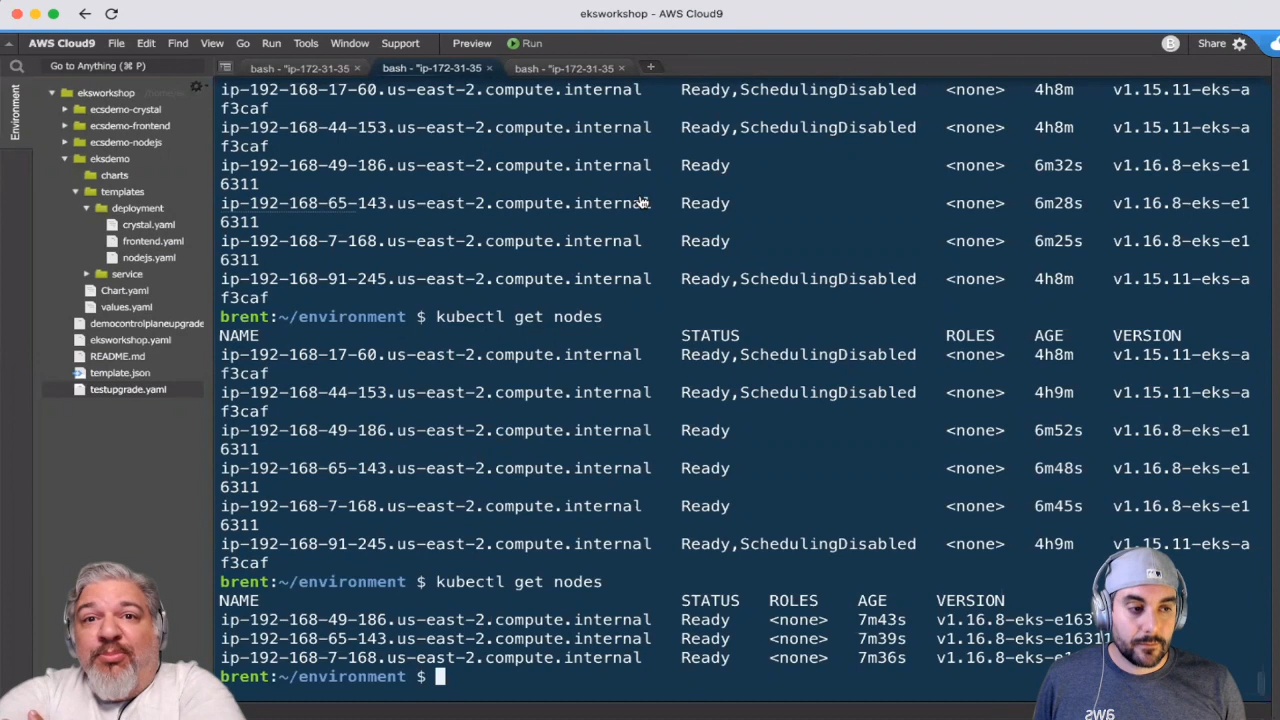 eksworkshop - AWS Cloud9
AWS Cloud9 File Edit Find View Go Run Tools Window Support Preview Run B Share
Go to Anything (⌘ P)
bash - "ip-172-31-35 × bash - "ip-172-31-35 × bash - "ip-172-31-35 ×
Environment
eksworkshop
ecsdemo-crystal
ecsdemo-frontend
ecsdemo-nodejs
eksdemo
charts
templates
deployment
crystal.yaml
frontend.yaml
nodejs.yaml
service
Chart.yaml
values.yaml
democontrolplaneupgrade
eksworkshop.yaml
README.md
template.json
testupgrade.yaml
ip-192-168-17-60.us-east-2.compute.internal Ready,SchedulingDisabled <none> 4h8m v1.15.11-eks-a
f3caf
ip-192-168-44-153.us-east-2.compute.internal Ready,SchedulingDisabled <none> 4h8m v1.15.11-eks-a
f3caf
ip-192-168-49-186.us-east-2.compute.internal Ready <none> 6m32s v1.16.8-eks-e1
6311
ip-192-168-65-143.us-east-2.compute.internal Ready <none> 6m28s v1.16.8-eks-e1
6311
ip-192-168-7-168.us-east-2.compute.internal Ready <none> 6m25s v1.16.8-eks-e1
6311
ip-192-168-91-245.us-east-2.compute.internal Ready,SchedulingDisabled <none> 4h8m v1.15.11-eks-a
f3caf
brent:~/environment $ kubectl get nodes
NAME STATUS ROLES AGE VERSION
ip-192-168-17-60.us-east-2.compute.internal Ready,SchedulingDisabled <none> 4h8m v1.15.11-eks-a
f3caf
ip-192-168-44-153.us-east-2.compute.internal Ready,SchedulingDisabled <none> 4h9m v1.15.11-eks-a
f3caf
ip-192-168-49-186.us-east-2.compute.internal Ready <none> 6m52s v1.16.8-eks-e1
6311
ip-192-168-65-143.us-east-2.compute.internal Ready <none> 6m48s v1.16.8-eks-e1
6311
ip-192-168-7-168.us-east-2.compute.internal Ready <none> 6m45s v1.16.8-eks-e1
6311
ip-192-168-91-245.us-east-2.compute.internal Ready,SchedulingDisabled <none> 4h9m v1.15.11-eks-a
f3caf
brent:~/environment $ kubectl get nodes
NAME STATUS ROLES AGE VERSION
ip-192-168-49-186.us-east-2.compute.internal Ready <none> 7m43s v1.16.8-eks-e163
ip-192-168-65-143.us-east-2.compute.internal Ready <none> 7m39s v1.16.8-eks-e16311
ip-192-168-7-168.us-east-2.compute.internal Ready <none> 7m36s v1.16.8-eks-e
brent:~/environment $
aws